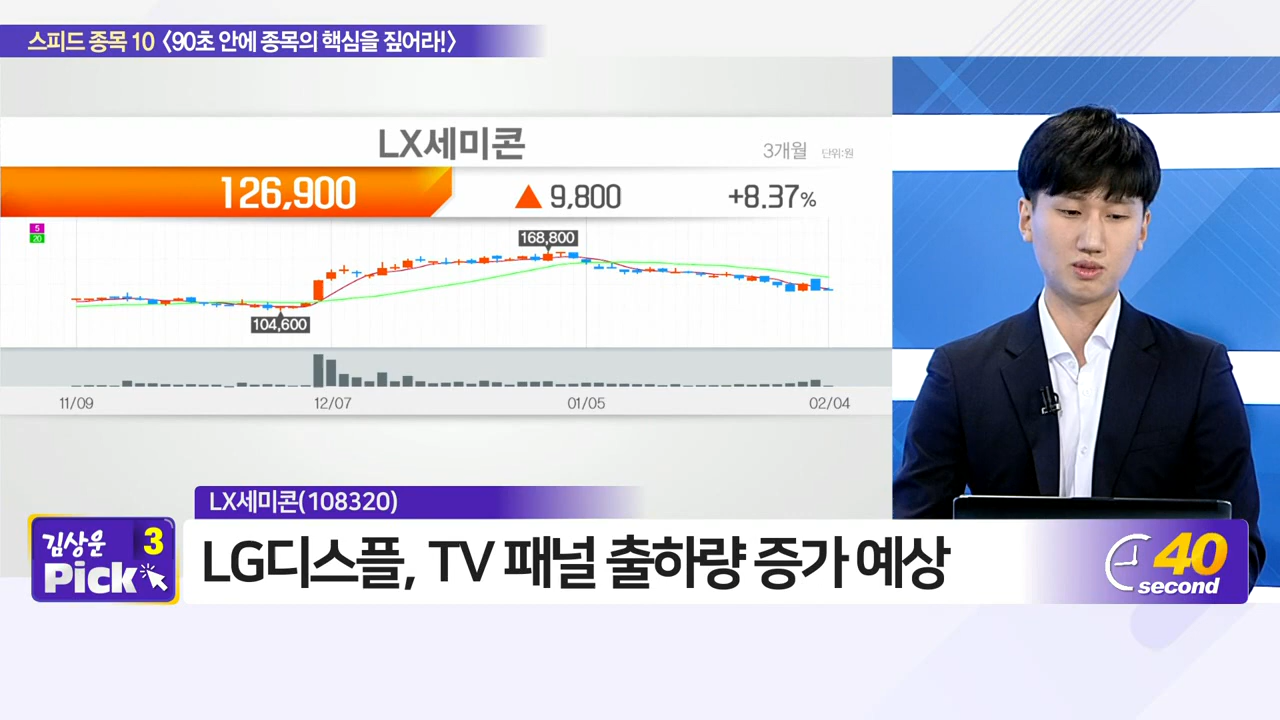 스피드 종목 10 〈90초 안에 종목의 핵심을 짚어라!〉
LX세미콘
3개월 단위:원
126,900 ▲ 9,800 +8.37%
5
20
168,800
104,600
11/09 12/07 01/05 02/04
LX세미콘(108320)
김상운 3
Pick
LG디스플, TV 패널 출하량 증가 예상
40
second